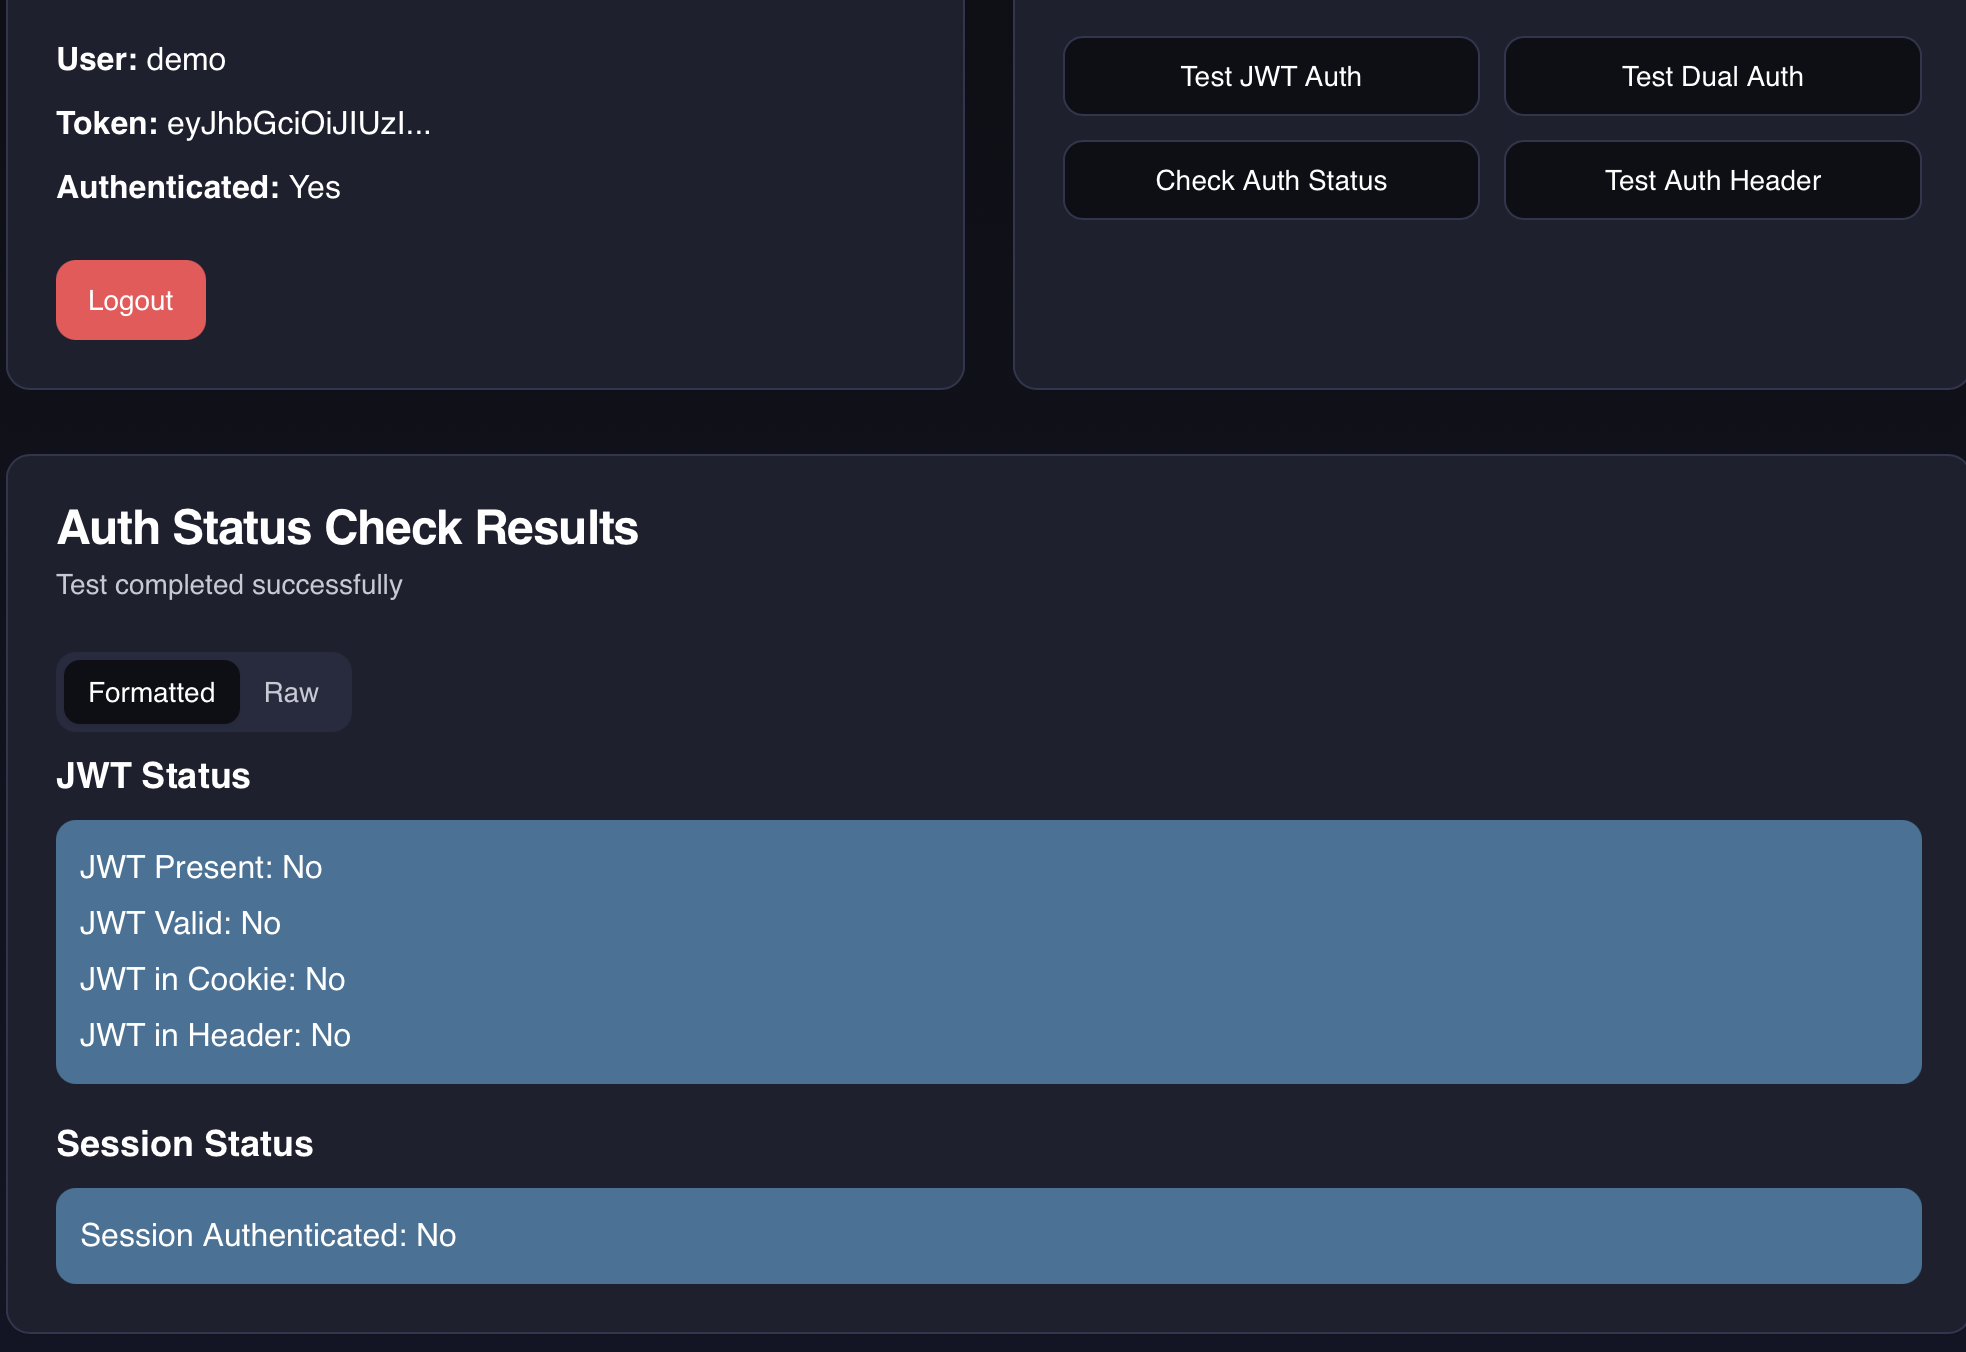 User: demo
Token: eyJhbGciOiJIUzI...
Authenticated: Yes
Logout
Test JWT Auth
Test Dual Auth
Check Auth Status
Test Auth Header
Auth Status Check Results
Test completed successfully
Formatted
Raw
JWT Status
JWT Present: No
JWT Valid: No
JWT in Cookie: No
JWT in Header: No
Session Status
Session Authenticated: No